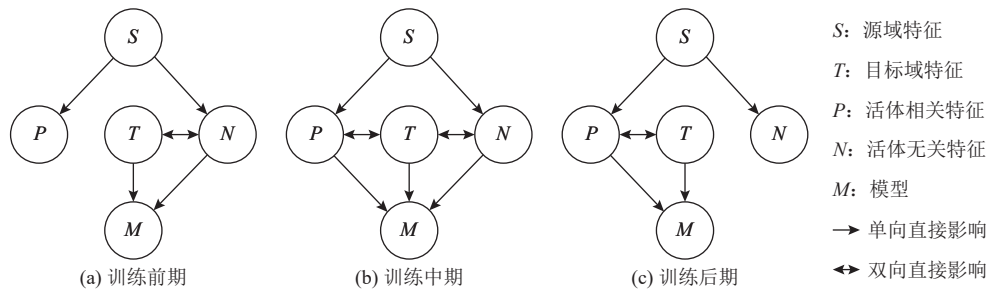 S
P
T
N
M
(a) 训练前期
S
P
T
N
M
(b) 训练中期
S
P
T
N
M
(c) 训练后期
S：源域特征
T：目标域特征
P：活体相关特征
N：活体无关特征
M：模型
单向直接影响
双向直接影响